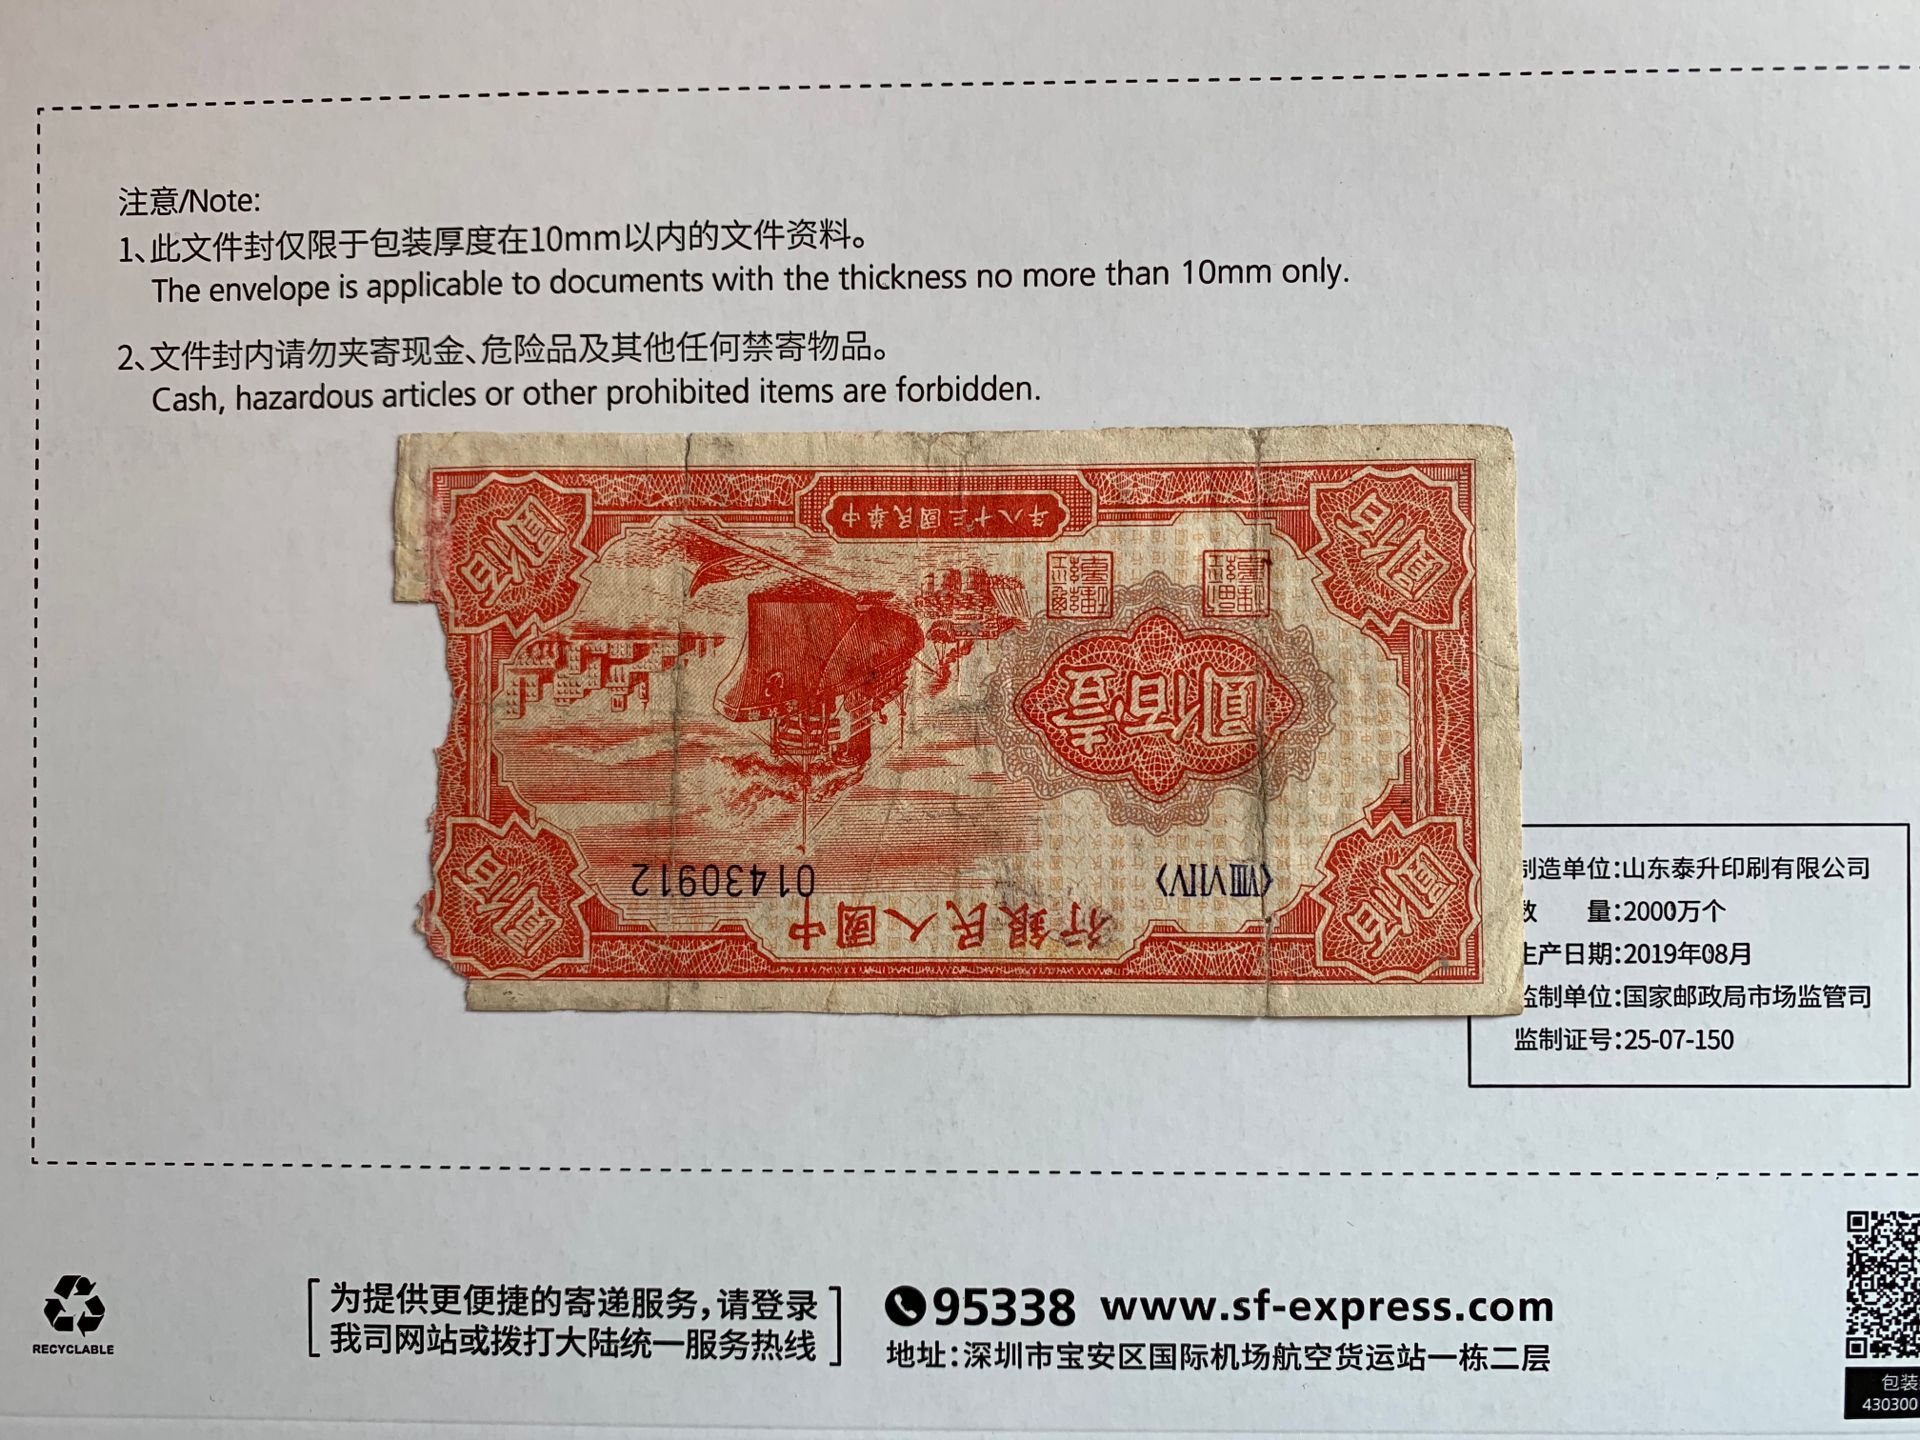 注意/Note:
1、此文件封仅限于包装厚度在10mm以内的文件资料。
The envelope is applicable to documents with the thickness no more than 10mm only.
2、文件封内请勿夹寄现金、危险品及其他任何禁寄物品。
Cash, hazardous articles or other prohibited items are forbidden.
中國人民銀行
〈ⅧⅥⅣ〉 01430912
壹佰圓
佰圓
佰圓
佰圓
佰圓
中華民國三十八年
制造单位:山东泰升印刷有限公司
数 量:2000万个
生产日期:2019年08月
监制单位:国家邮政局市场监管司
监制证号:25-07-150
RECYCLABLE
为提供更便捷的寄递服务,请登录
我司网站或拨打大陆统一服务热线
95338 www.sf-express.com
地址:深圳市宝安区国际机场航空货运站一栋二层
包装
430300